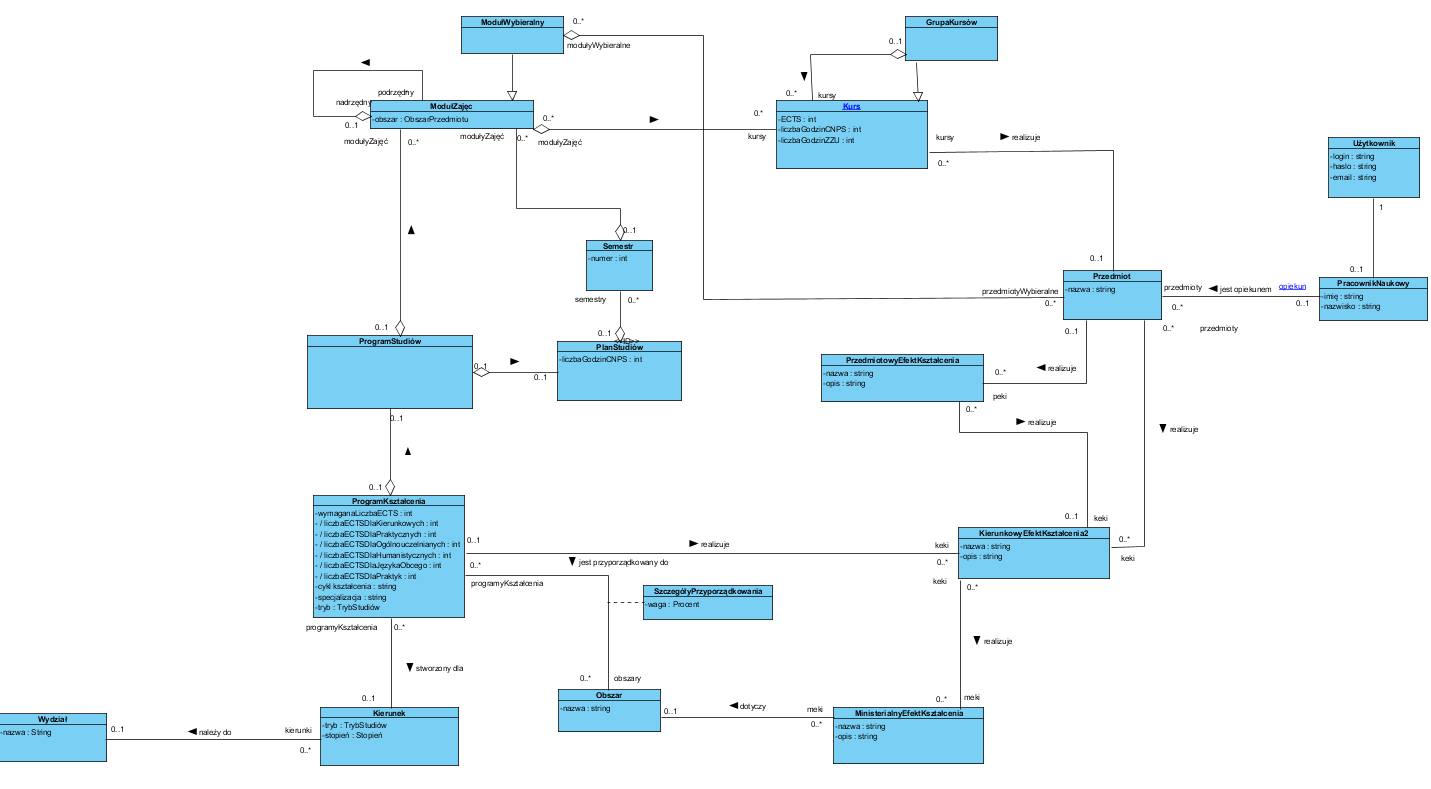 ModułWybieralny
0..*
modułyWybieralne
GrupaKursów
0..1
podrzędny
nadrzędny
0..1
ModułZajęc
-obszar : ObszarPrzedmiotu
modułyZajęć
0..*
modułyZajęć
0..*
0..*
modułyZajęć
0..*
kursy
0..*
kursy
Kurs
-ECTS : int
-liczbaGodzinCNPS : int
-liczbaGodzinZZU : int
kursy
0..*
realizuje
Użytkownik
-login : string
-hasło : string
-email : string
1
0..1
0..1
Semestr
-numer : int
semestry
0..*
0..1
przedmiotyWybieralne
0..*
0..1
Przedmiot
-nazwa : string
przedmioty
0..*
jest opiekunem
opiekun
0..1
PracownikNaukowy
-imię : string
-nazwisko : string
0..*
przedmioty
0..1
0..1
ProgramStudiów
0..1
0..1
PlanStudiów
-liczbaGodzinCNPS : int
PrzedmiotowyEfektKształcenia
-nazwa : string
-opis : string
0..*
peki
realizuje
0..*
realizuje
realizuje
0..1
0..1
ProgramKształcenia
-wymaganaLiczbaECTS : int
- / liczbaECTSDlaKierunkowych : int
- / liczbaECTSDlaPraktycznych : int
- / liczbaECTSDlaOgólnouczelnianych : int
- / liczbaECTSDlaHumanistycznych : int
- / liczbaECTSDlaJęzykaObcego : int
- / liczbaECTSDlaPraktyk : int
-cykl kształcenia : string
-specjalizacja : string
-tryb : TrybStudiów
0..1
realizuje
keki
0..*
0..1
keki
KierunkowyEfektKształcenia2
-nazwa : string
-opis : string
0..*
keki
keki
0..*
0..*
programyKształcenia
jest przyporządkowany do
SzczegółyPrzyporządkowania
-waga : Procent
programyKształcenia
0..*
realizuje
stworzony dla
0..1
0..*
obszary
0..*
meki
Wydział
-nazwa : String
0..1
należy do
kierunki
0..*
Kierunek
-tryb : TrybStudiów
-stopień : Stopień
Obszar
-nazwa : string
0..1
dotyczy
meki
0..*
MinisterialnyEfektKształcenia
-nazwa : string
-opis : string